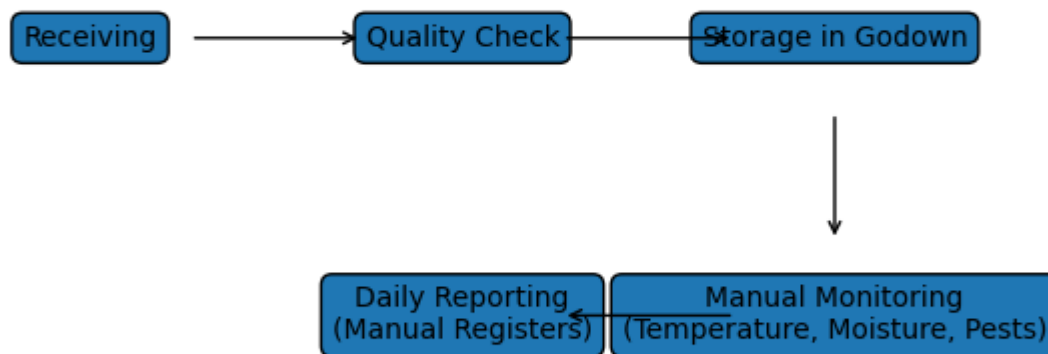 Receiving
Quality Check
Storage in Godown
Daily Reporting
(Manual Registers)
Manual Monitoring
(Temperature, Moisture, Pests)